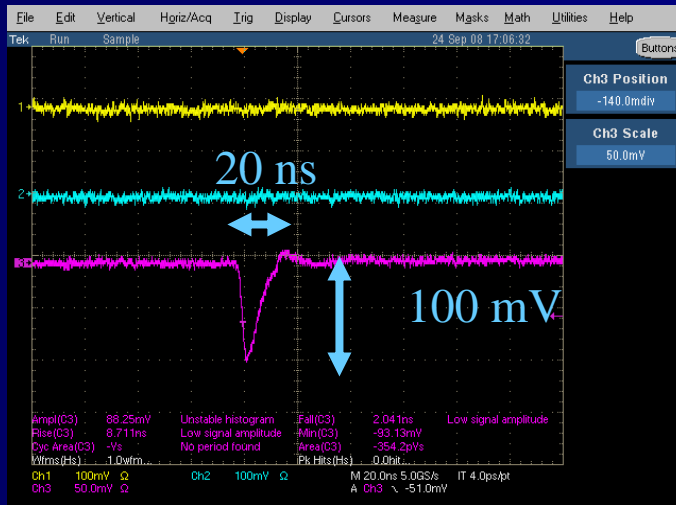 File Edit Vertical Horiz/Acq Trig Display Cursors Measure Masks Math Utilities Help
Tek Run Sample 24 Sep 08 17:06:32 Buttons
Ch3 Position
-140.0mdiv
Ch3 Scale
50.0mV
1
20 ns
2
3
100 mV
Ampl(C3) 88.25mV Unstable histogram Fall(C3) 2.041ns Low signal amplitude
Rise(C3) 8.711ns Low signal amplitude Min(C3) -93.13mV
Cyc Area(C3) -Vs No period found Area(C3) -354.2pVs
Wfms(Hs) 1.0wfm... Pk Hits(Hs) 0.0hit...
Ch1 100mV Ω Ch2 100mV Ω M 20.0ns 5.0GS/s IT 4.0ps/pt
Ch3 50.0mV Ω A Ch3 -51.0mV